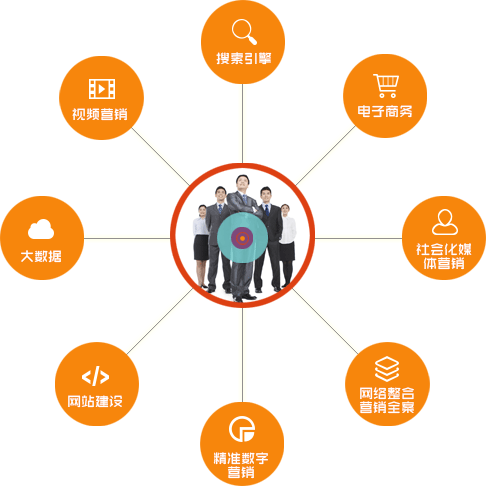 搜索引擎
电子商务
社会化媒
体营销
网络整合
营销全案
精准数字
营销
网站建设
大数据
视频营销